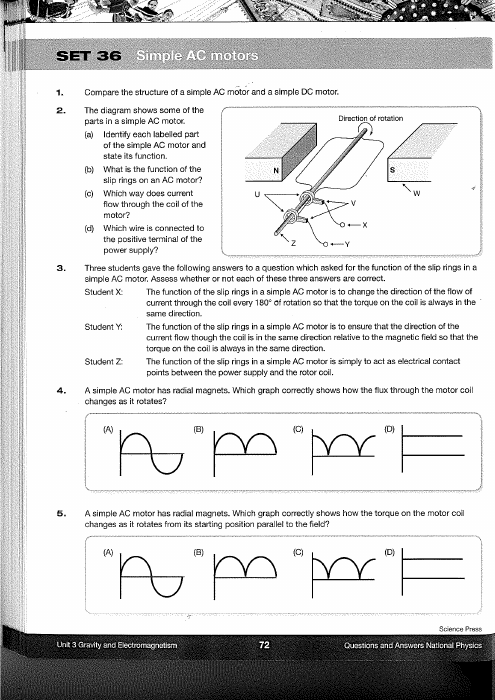 SET 36 Simple AC motors
1. Compare the structure of a simple AC motor and a simple DC motor.
2. The diagram shows some of the
parts in a simple AC motor.
(a) Identify each labelled part
of the simple AC motor and
state its function.
(b) What is the function of the
slip rings on an AC motor?
(c) Which way does current
flow through the coil of the
motor?
(d) Which wire is connected to
the positive terminal of the
power supply?
Direction of rotation
N
S
U
V
W
X
Y
Z
3. Three students gave the following answers to a question which asked for the function of the slip rings in a
simple AC motor. Assess whether or not each of these three answers are correct.
Student X: The function of the slip rings in a simple AC motor is to change the direction of the flow of
current through the coil every 180° of rotation so that the torque on the coil is always in the
same direction.
Student Y: The function of the slip rings in a simple AC motor is to ensure that the direction of the
current flow though the coil is in the same direction relative to the magnetic field so that the
torque on the coil is always in the same direction.
Student Z: The function of the slip rings in a simple AC motor is simply to act as electrical contact
points between the power supply and the rotor coil.
4. A simple AC motor has radial magnets. Which graph correctly shows how the flux through the motor coil
changes as it rotates?
(A) (B) (C) (D)
5. A simple AC motor has radial magnets. Which graph correctly shows how the torque on the motor coil
changes as it rotates from its starting position parallel to the field?
(A) (B) (C) (D)
Science Press
Unit 3 Gravity and Electromagnetism 72 Questions and Answers National Physics